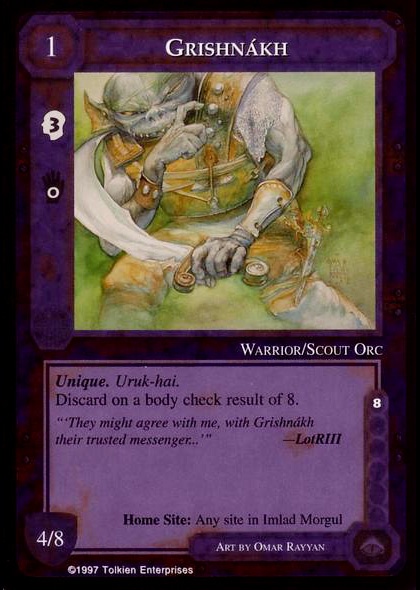 1
GRISHNÁKH
3
0
WARRIOR/SCOUT ORC
Unique. Uruk-hai.
Discard on a body check result of 8.
“‘They might agree with me, with Grishnákh
their trusted messenger...’” —LotRIII
8
Home Site: Any site in Imlad Morgul
4/8
ART BY OMAR RAYYAN
©1997 Tolkien Enterprises